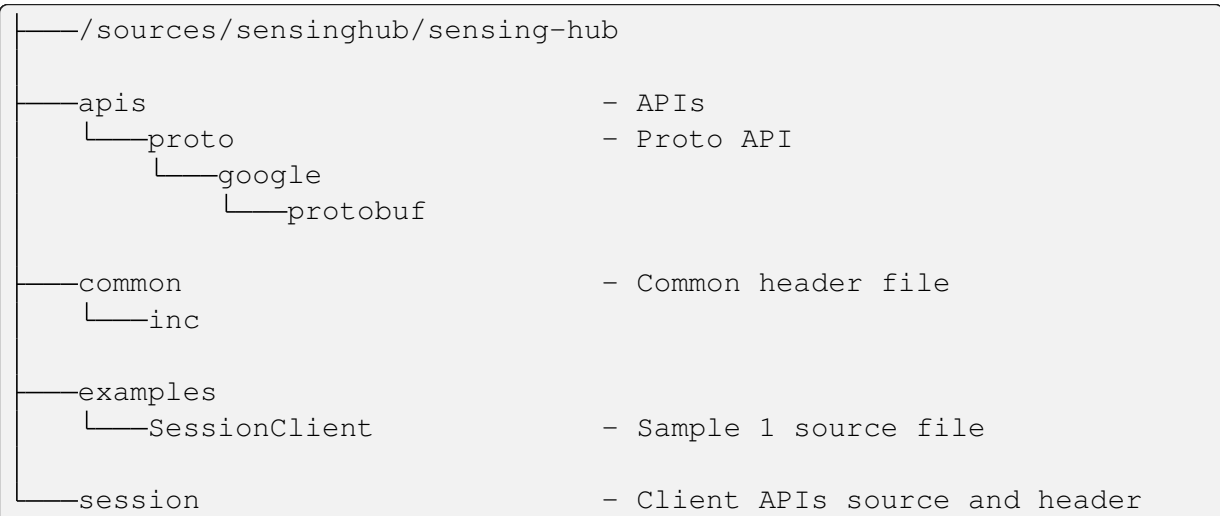 ├───/sources/sensinghub/sensing-hub
│
├───apis                          - APIs
│   └───proto                     - Proto API
│       └───google
│           └───protobuf
│
├───common                        - Common header file
│   └───inc
│
├───examples
│   └───SessionClient             - Sample 1 source file
│
└───session                       - Client APIs source and header